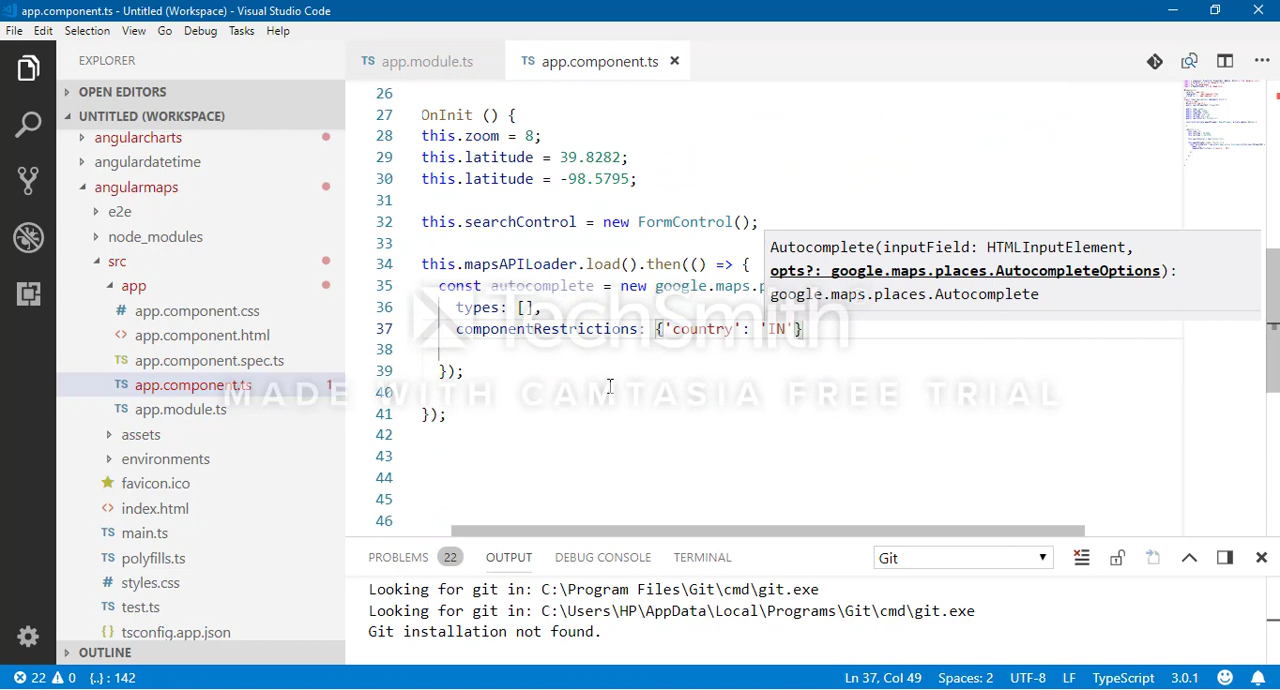 app.component.ts - Untitled (Workspace) - Visual Studio Code
File Edit Selection View Go Debug Tasks Help
EXPLORER
TS app.module.ts
TS app.component.ts
OPEN EDITORS
UNTITLED (WORKSPACE)
angularcharts
angulardatetime
angularmaps
e2e
node_modules
src
app
app.component.css
<> app.component.html
TS app.component.spec.ts
TS app.component.ts 1
TS app.module.ts
assets
environments
favicon.ico
<> index.html
TS main.ts
TS polyfills.ts
# styles.css
TS test.ts
{} tsconfig.app.json
OUTLINE
26
27 OnInit () {
28 this.zoom = 8;
29 this.latitude = 39.8282;
30 this.latitude = -98.5795;
31
32 this.searchControl = new FormControl();
33
34 this.mapsAPILoader.load().then(() => {
35 const autocomplete = new google.maps.p
36 types: [],
37 componentRestrictions: {'country': 'IN'}
38
39 });
40
41 });
42
43
44
45
46
Autocomplete(inputField: HTMLInputElement,
opts?: google.maps.places.AutocompleteOptions):
google.maps.places.Autocomplete
TechSmith
MADE WITH CAMTASIA FREE TRIAL
PROBLEMS 22 OUTPUT DEBUG CONSOLE TERMINAL Git
Looking for git in: C:\Program Files\Git\cmd\git.exe
Looking for git in: C:\Users\HP\AppData\Local\Programs\Git\cmd\git.exe
Git installation not found.
22 0 {..} : 142 Ln 37, Col 49 Spaces: 2 UTF-8 LF TypeScript 3.0.1